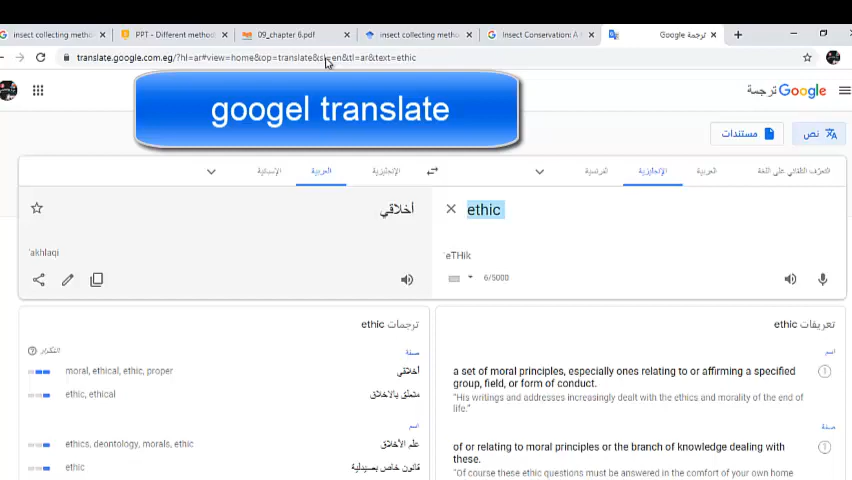 insect collecting met
PPT - Different method
09_chapter 6.pdf
insect collecting method
Insect Conservation: A M
Google ترجمة
translate.google.com.eg/?hl=ar#view=home&op=translate&sl=en&tl=ar&text=ethic
googel translate
Google ترجمة
نص
مستندات
التعرّف التلقائي على اللغة
العربية
الإنجليزية
الفرنسية
الإنجليزية
العربية
الإسبانية
ethic
أخلاقي
ˈeTHik
'akhlaqi
6/5000
تعريفات ethic
اسم
a set of moral principles, especially ones relating to or affirming a specified
group, field, or form of conduct.
1
"His writings and addresses increasingly dealt with the ethics and morality of the end of
life."
صفة
of or relating to moral principles or the branch of knowledge dealing with
these.
1
"Of course these ethic questions must be answered in the comfort of your own home
ترجمات ethic
صفة
التكرار
أخلاقي
moral, ethical, ethic, proper
متعلق بالاخلاق
ethic, ethical
اسم
علم الأخلاق
ethics, deontology, morals, ethic
قانون خاص بصيدلية
ethic